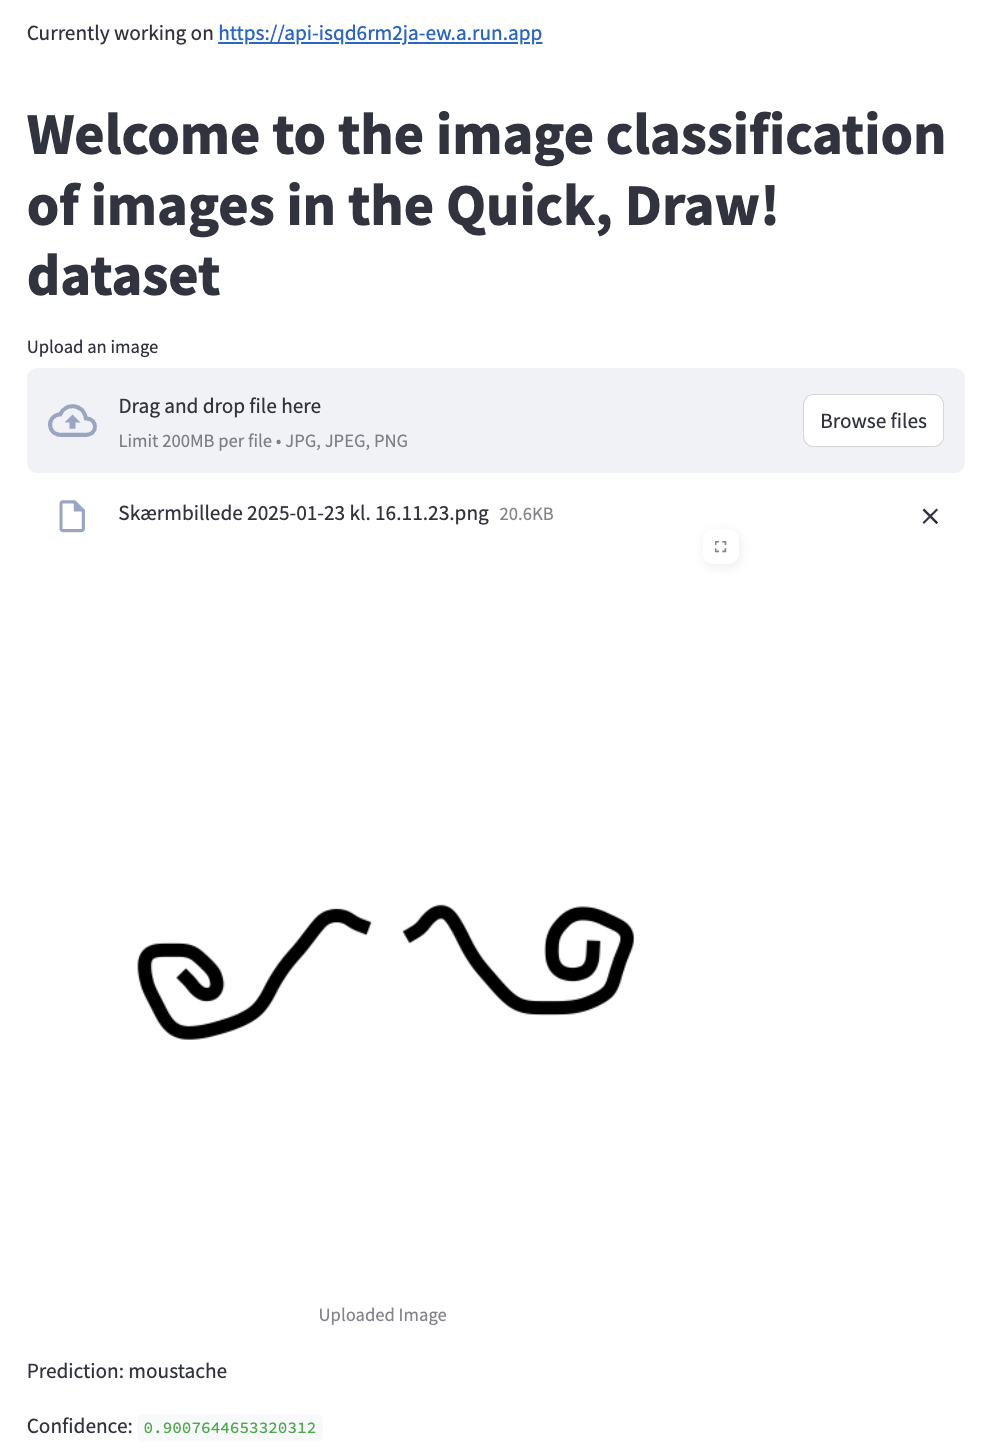 Currently working on https://api-isqd6rm2ja-ew.a.run.app
Welcome to the image classification
of images in the Quick, Draw!
dataset
Upload an image
Drag and drop file here
Limit 200MB per file • JPG, JPEG, PNG
Browse files
Skærmbillede 2025-01-23 kl. 16.11.23.png 20.6KB
Uploaded Image
Prediction: moustache
Confidence: 0.9007644653320312